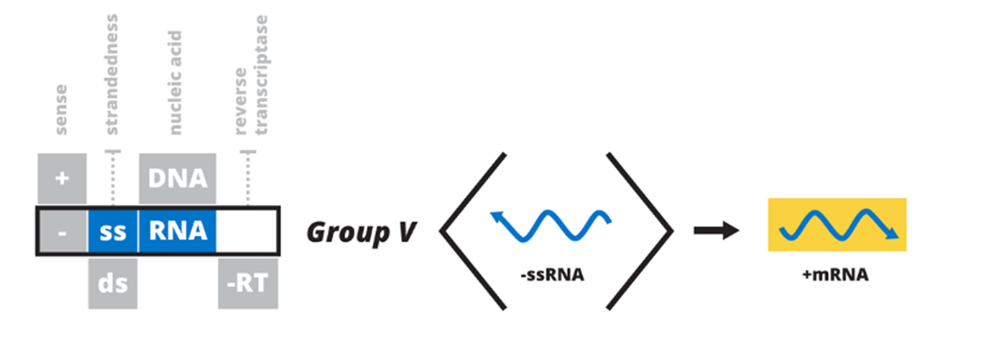 sense
strandedness
nucleic acid
reverse
transcriptase
+ DNA
- ss RNA
ds -RT
Group V
-ssRNA
+mRNA